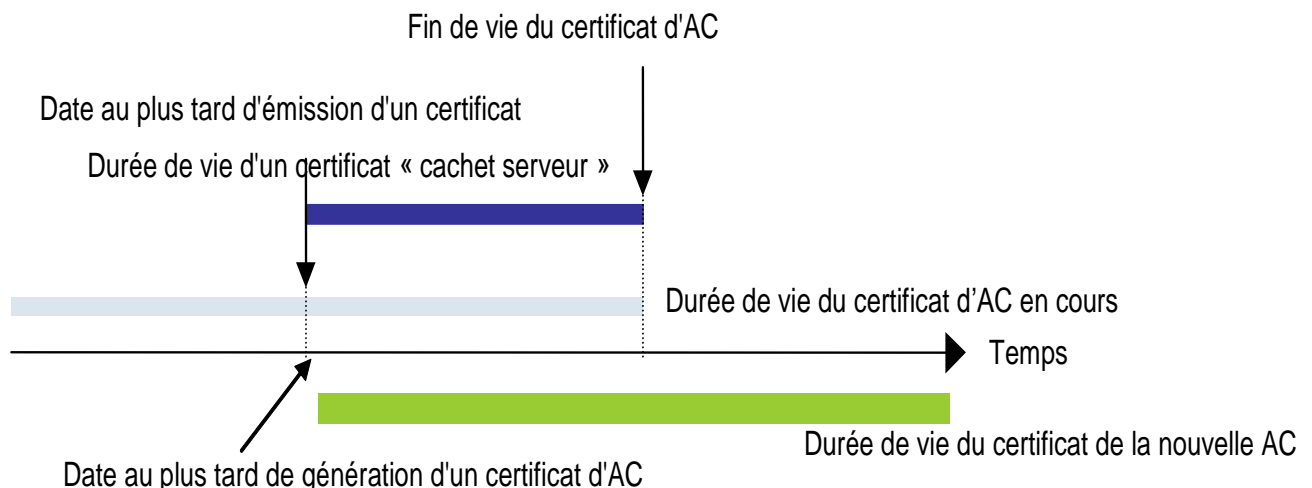 Fin de vie du certificat d'AC
Date au plus tard d'émission d'un certificat
Durée de vie d'un certificat « cachet serveur »
Durée de vie du certificat d’AC en cours
Temps
Durée de vie du certificat de la nouvelle AC
Date au plus tard de génération d'un certificat d'AC